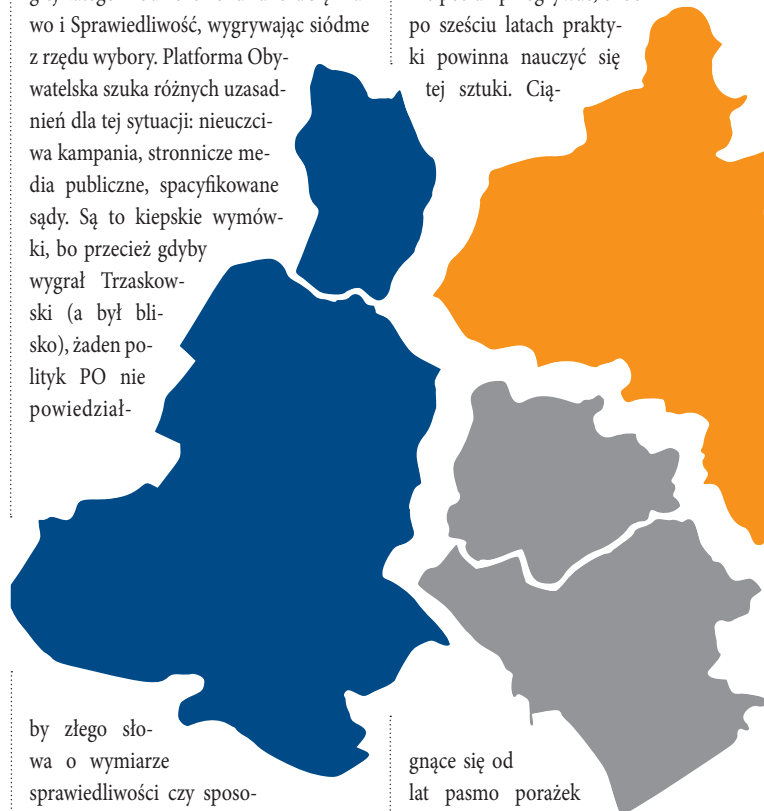 wo i Sprawiedliwość, wygrywając siódme
z rzędu wybory. Platforma Oby-
watelska szuka różnych uzasad-
nień dla tej sytuacji: nieuczci-
wa kampania, stronnicze me-
dia publiczne, spacyfikowane
sądy. Są to kiepskie wymów-
ki, bo przecież gdyby
wygrał Trzaskow-
ski (a był bli-
sko), żaden po-
lityk PO nie
powiedział-
by złego sło-
wa o wymiarze
sprawiedliwości czy sposo-
po sześciu latach prakty-
ki powinna nauczyć się
tej sztuki. Cią-
gnące się od
lat pasmo porażek